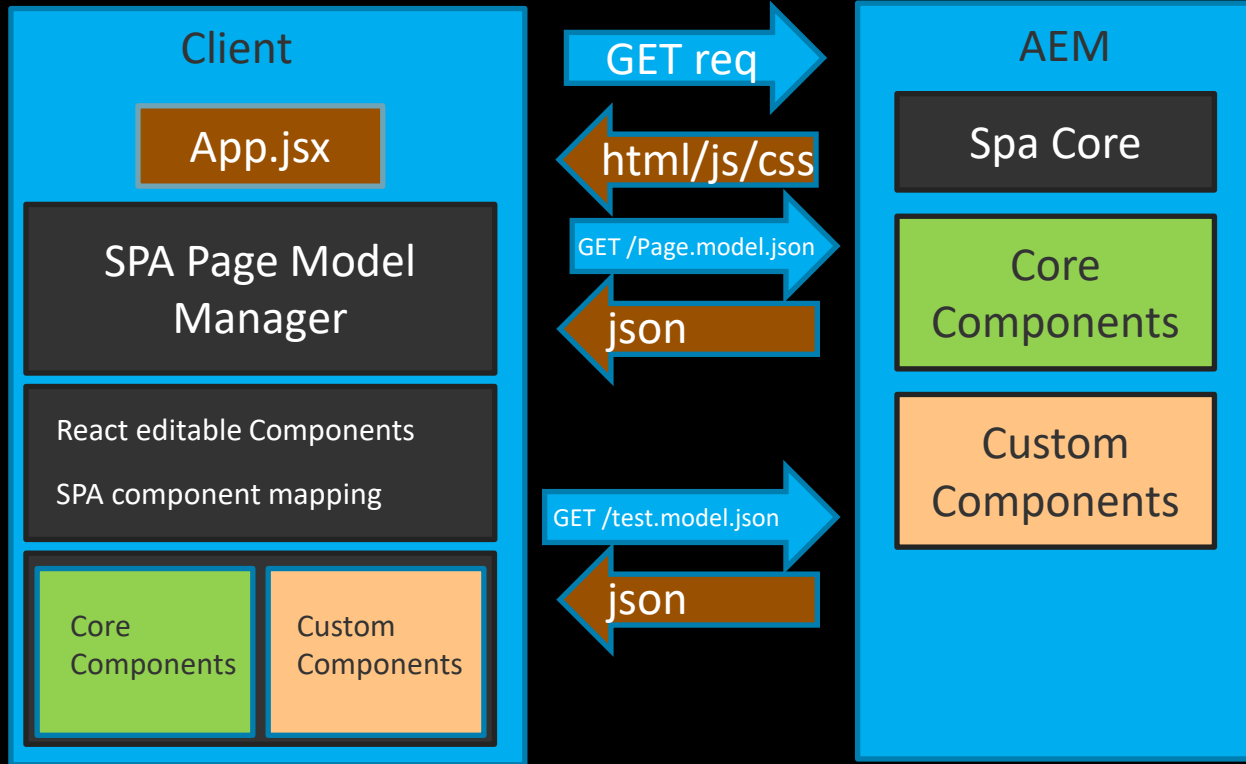 Client
App.jsx
SPA Page Model
Manager
React editable Components
SPA component mapping
Core
Components
Custom
Components
GET req
html/js/css
GET /Page.model.json
json
GET /test.model.json
json
AEM
Spa Core
Core
Components
Custom
Components